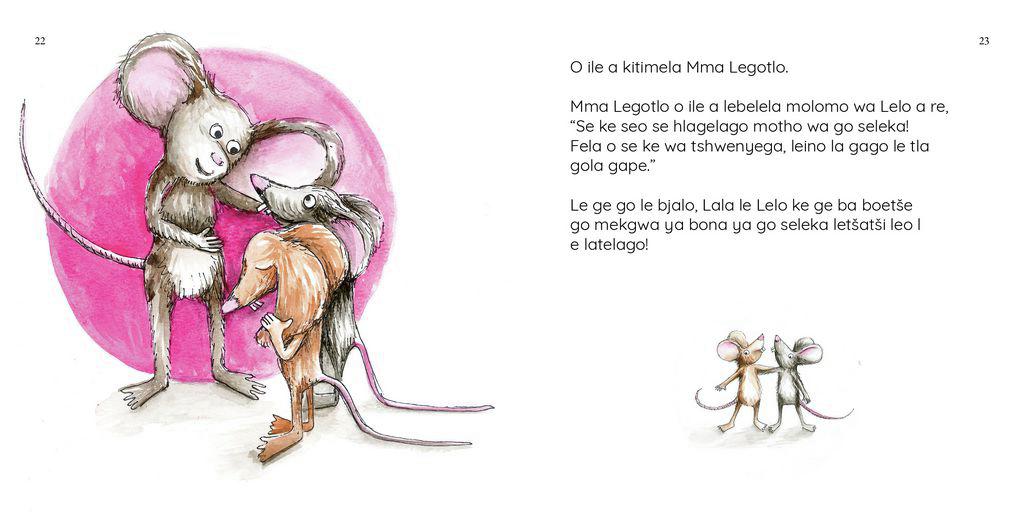 22
23
O ile a kitimela Mma Legotlo.
Mma Legotlo o ile a lebelela molomo wa Lelo a re,
“Se ke seo se hlagelago motho wa go seleka!
Fela o se ke wa tshwenyega, leino la gago le tla
gola gape.”
Le ge go le bjalo, Lala le Lelo ke ge ba boetše
go mekgwa ya bona ya go seleka letšatši leo l
e latelago!